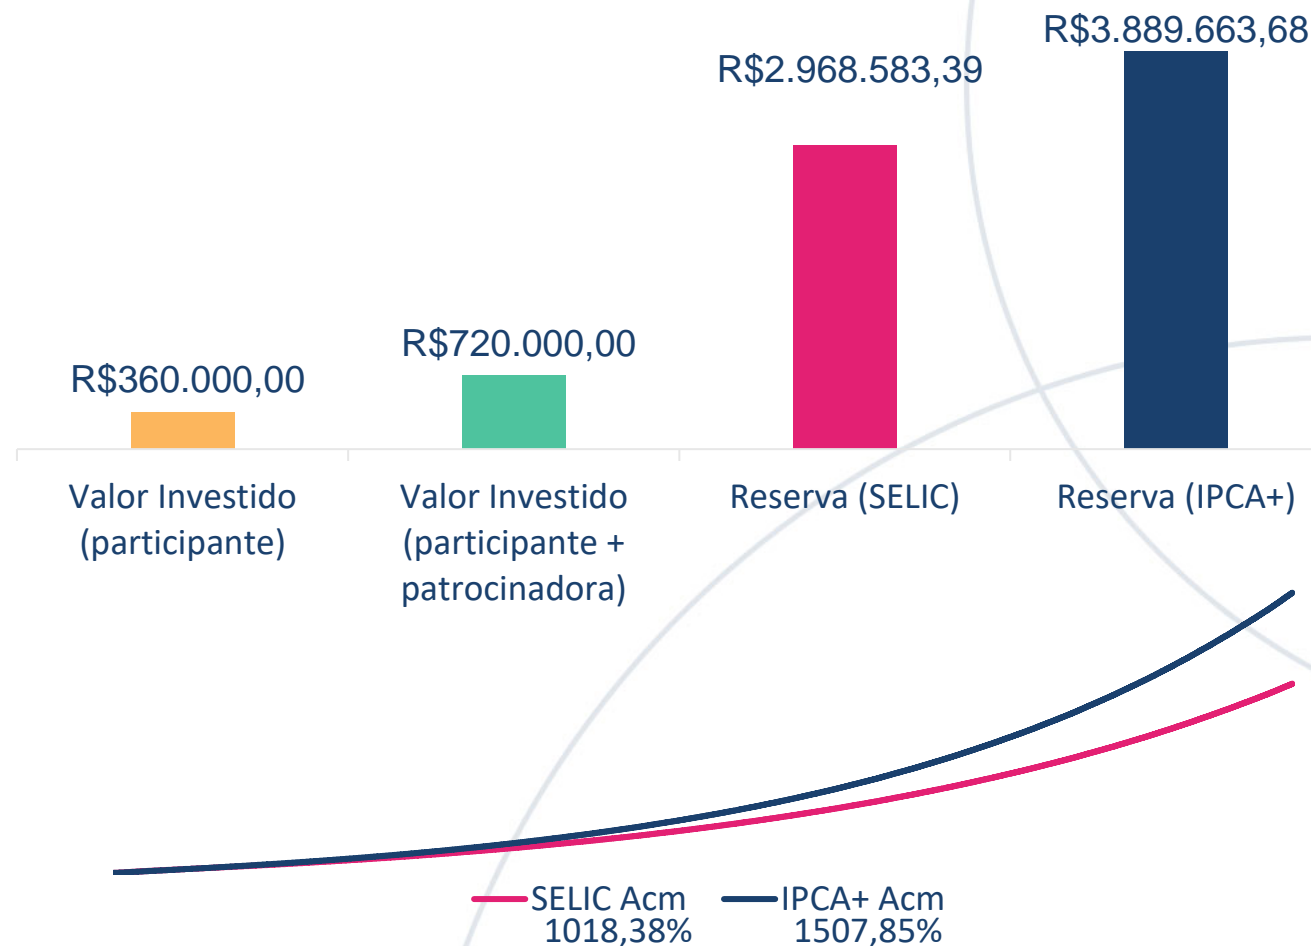 R$3.889.663,68
R$2.968.583,39
R$720.000,00
R$360.000,00
Valor Investido
(participante)
Valor Investido
(participante +
patrocinadora)
Reserva (SELIC)
Reserva (IPCA+)
SELIC Acm
1018,38%
IPCA+ Acm
1507,85%